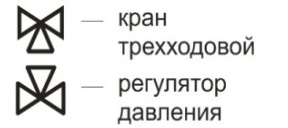 — кран
трехходовой
— регулятор
давления